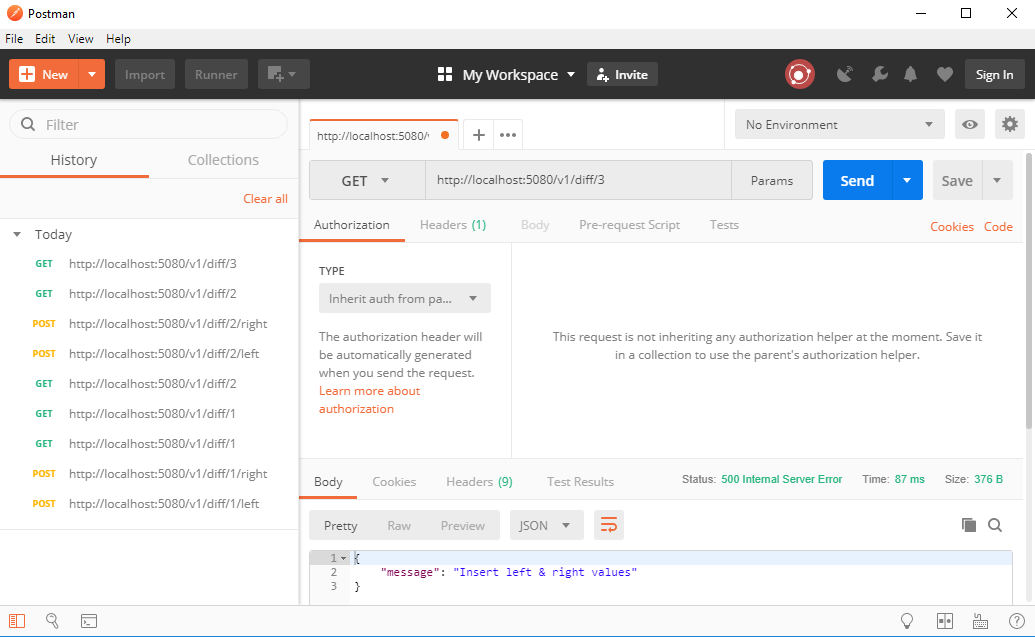 Postman
File Edit View Help
New Import Runner My Workspace Invite Sign In
Filter
History Collections
Clear all
Today
GET http://localhost:5080/v1/diff/3
GET http://localhost:5080/v1/diff/2
POST http://localhost:5080/v1/diff/2/right
POST http://localhost:5080/v1/diff/2/left
GET http://localhost:5080/v1/diff/2
GET http://localhost:5080/v1/diff/1
GET http://localhost:5080/v1/diff/1
POST http://localhost:5080/v1/diff/1/right
POST http://localhost:5080/v1/diff/1/left
http://localhost:5080/
No Environment
GET http://localhost:5080/v1/diff/3 Params Send Save
Authorization Headers (1) Body Pre-request Script Tests Cookies Code
TYPE
Inherit auth from pa...
The authorization header will
be automatically generated
when you send the request.
Learn more about
authorization
This request is not inheriting any authorization helper at the moment. Save it
in a collection to use the parent's authorization helper.
Body Cookies Headers (9) Test Results Status: 500 Internal Server Error Time: 87 ms Size: 376 B
Pretty Raw Preview JSON
1 {
2 "message": "Insert left & right values"
3 }